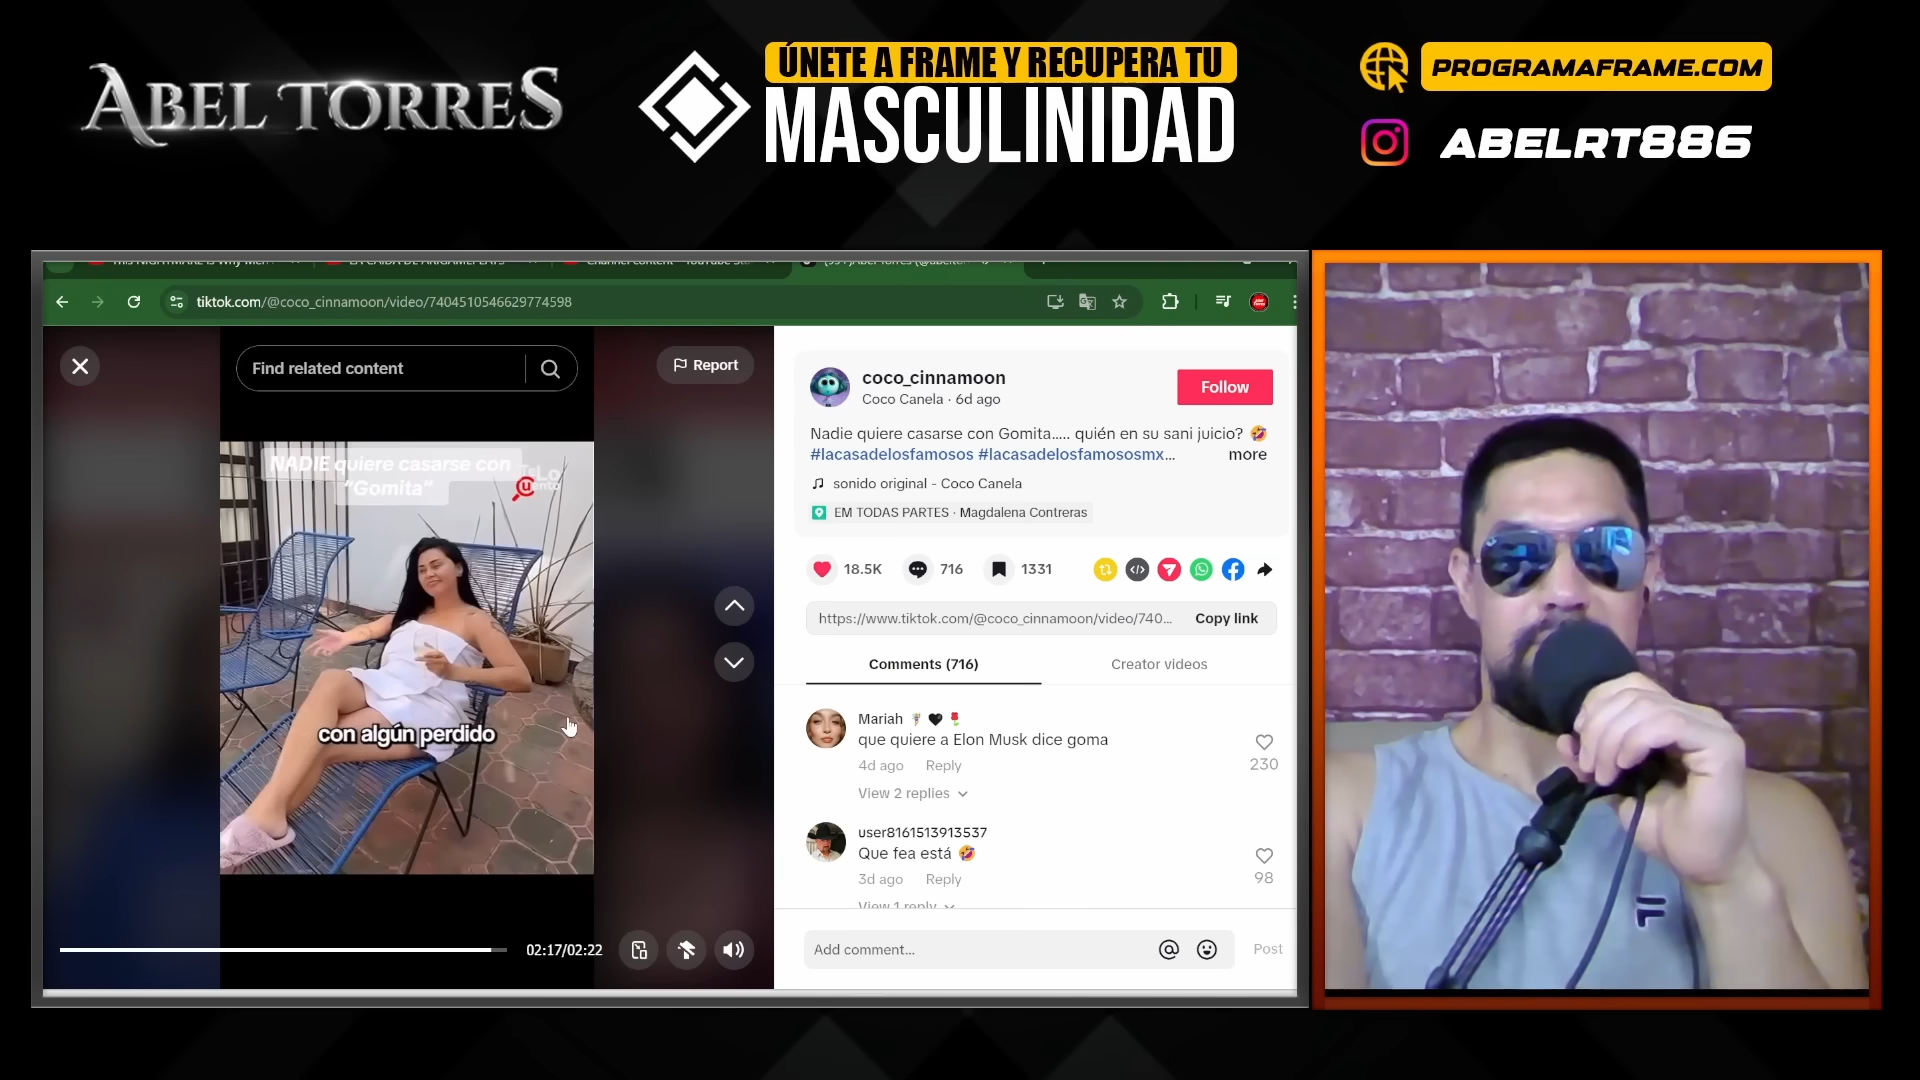 ABEL TORRES
ÚNETE A FRAME Y RECUPERA TU
MASCULINIDAD
PROGRAMAFRAME.COM
ABELRT886
tiktok.com/@coco_cinnamoon/video/7404510546629774598
Find related content
Report
NADIE quiere casarse con
"Gomita"
con algún perdido
02:17/02:22
coco_cinnamoon
Coco Canela · 6d ago
Follow
Nadie quiere casarse con Gomita..... quién en su sani juicio? 🤣
#lacasadelosfamosos #lacasadelosfamososmx...
more
sonido original - Coco Canela
EM TODAS PARTES · Magdalena Contreras
18.5K
716
1331
https://www.tiktok.com/@coco_cinnamoon/video/740...
Copy link
Comments (716)
Creator videos
Mariah
que quiere a Elon Musk dice goma
4d ago Reply
230
View 2 replies
user8161513913537
Que fea está 🤣
3d ago Reply
98
View 1 reply
Add comment...
Post